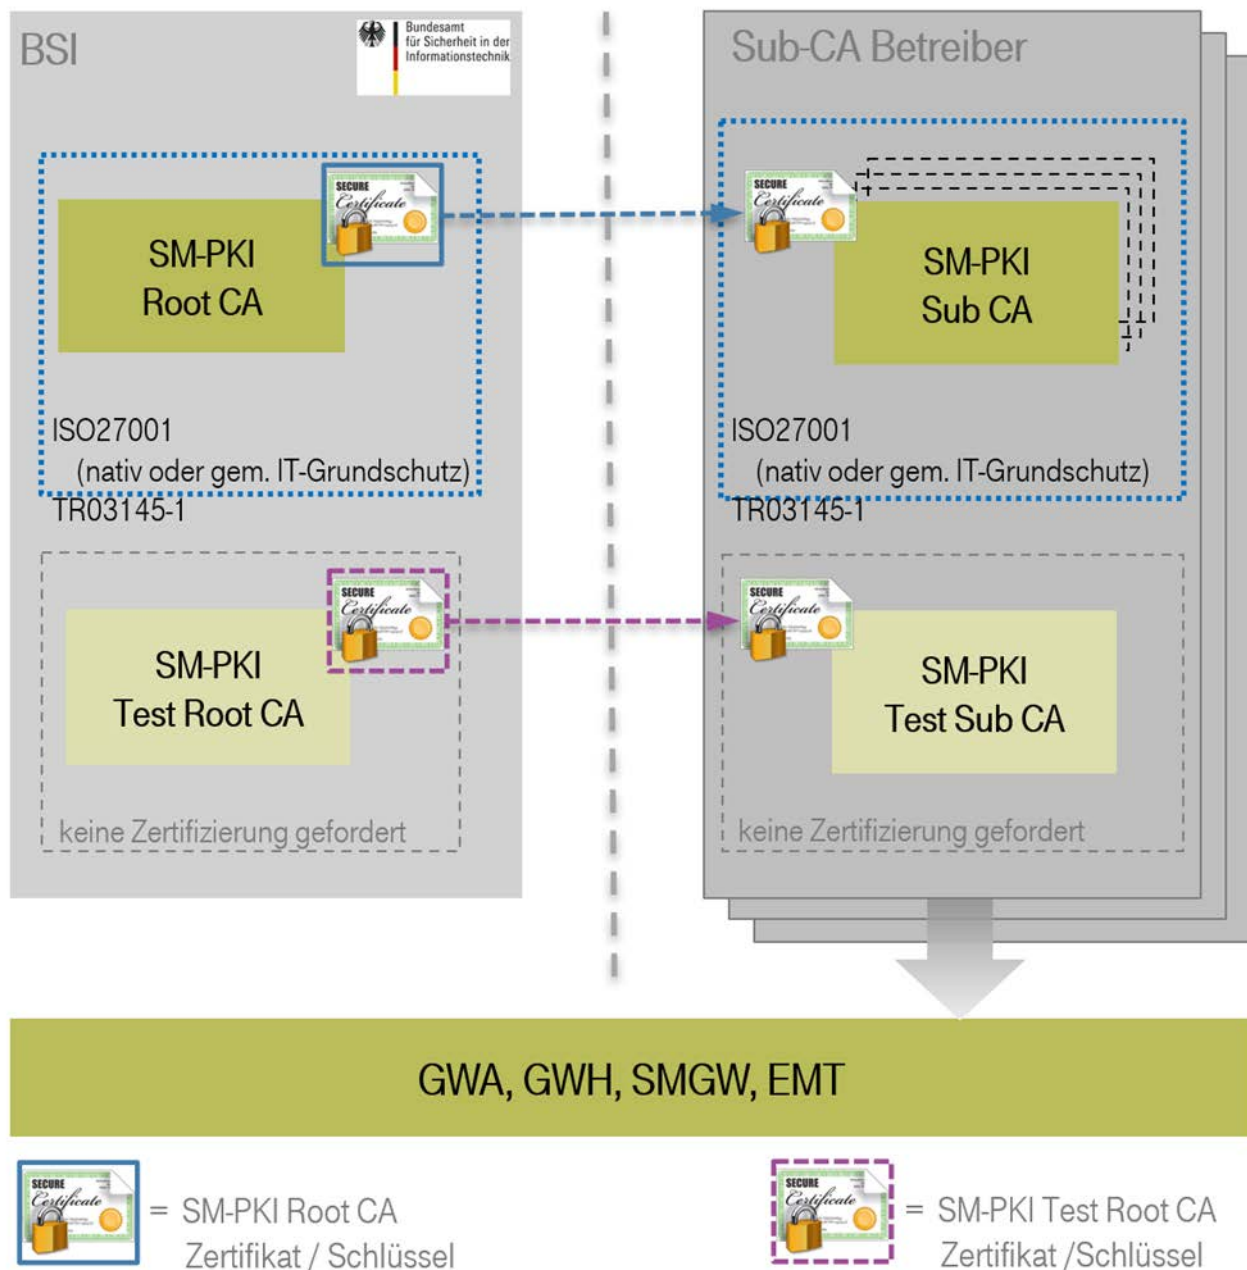 BSI
Bundesamt
für Sicherheit in der
Informationstechnik
SECURE
Certificate
SM-PKI
Root CA
ISO27001
(nativ oder gem. IT-Grundschutz)
TR03145-1
SECURE
Certificate
SM-PKI
Test Root CA
keine Zertifizierung gefordert
Sub-CA Betreiber
SECURE
Certificate
SM-PKI
Sub CA
ISO27001
(nativ oder gem. IT-Grundschutz)
TR03145-1
SECURE
Certificate
SM-PKI
Test Sub CA
keine Zertifizierung gefordert
GWA, GWH, SMGW, EMT
SECURE
Certificate
= SM-PKI Root CA
Zertifikat / Schlüssel
SECURE
Certificate
= SM-PKI Test Root CA
Zertifikat /Schlüssel